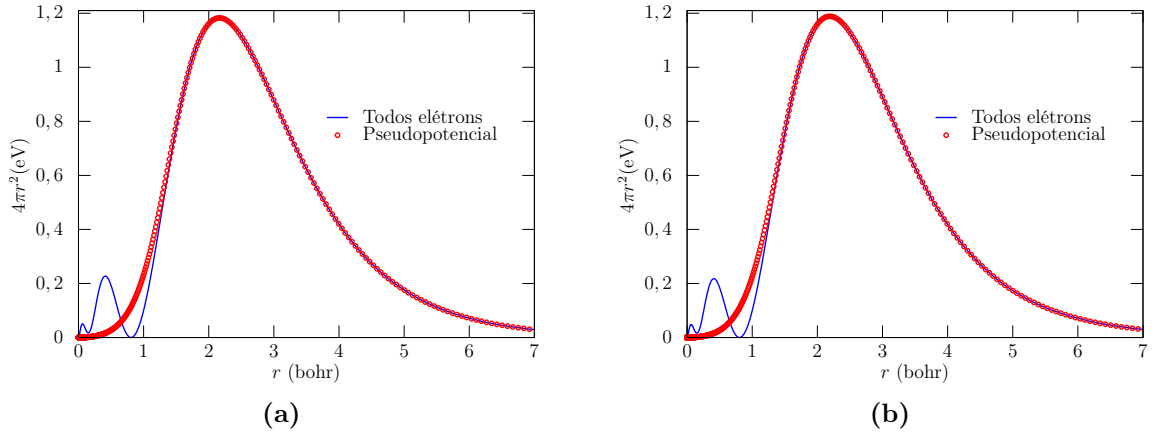 1,2
1
0,8
0,6
0,4
0,2
0
4πr²(eV)
Todos elétrons
Pseudopotencial
0 1 2 3 4 5 6 7
r (bohr)
(a)
1,2
1
0,8
0,6
0,4
0,2
0
4πr²(eV)
Todos elétrons
Pseudopotencial
0 1 2 3 4 5 6 7
r (bohr)
(b)